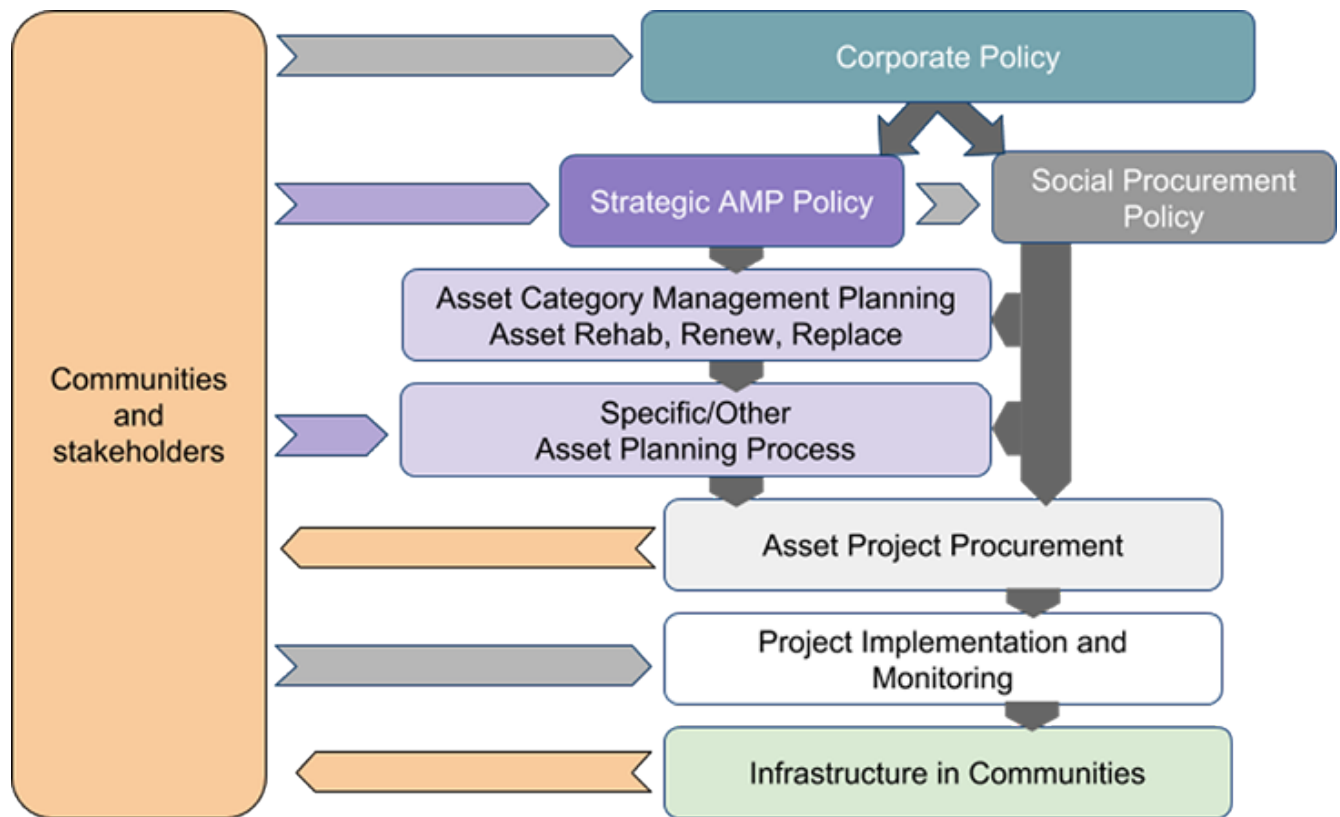 Corporate Policy
Strategic AMP Policy
Social Procurement
Policy
Asset Category Management Planning
Asset Rehab, Renew, Replace
Communities
and
stakeholders
Specific/Other
Asset Planning Process
Asset Project Procurement
Project Implementation and
Monitoring
Infrastructure in Communities